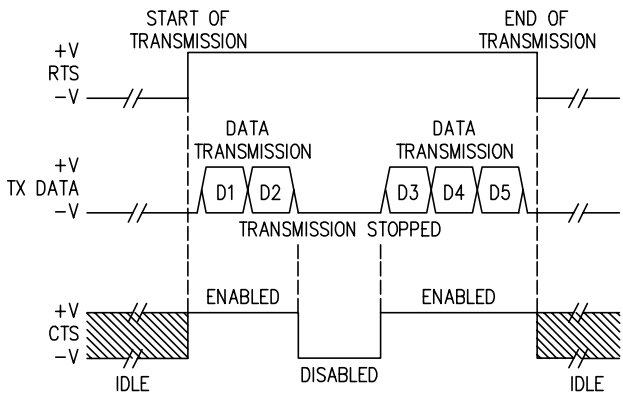 START OF
TRANSMISSION
END OF
TRANSMISSION
+V
RTS
−V
DATA
TRANSMISSION
DATA
TRANSMISSION
+V
TX DATA
−V
D1
D2
D3
D4
D5
TRANSMISSION STOPPED
+V
CTS
−V
ENABLED
ENABLED
DISABLED
IDLE
IDLE